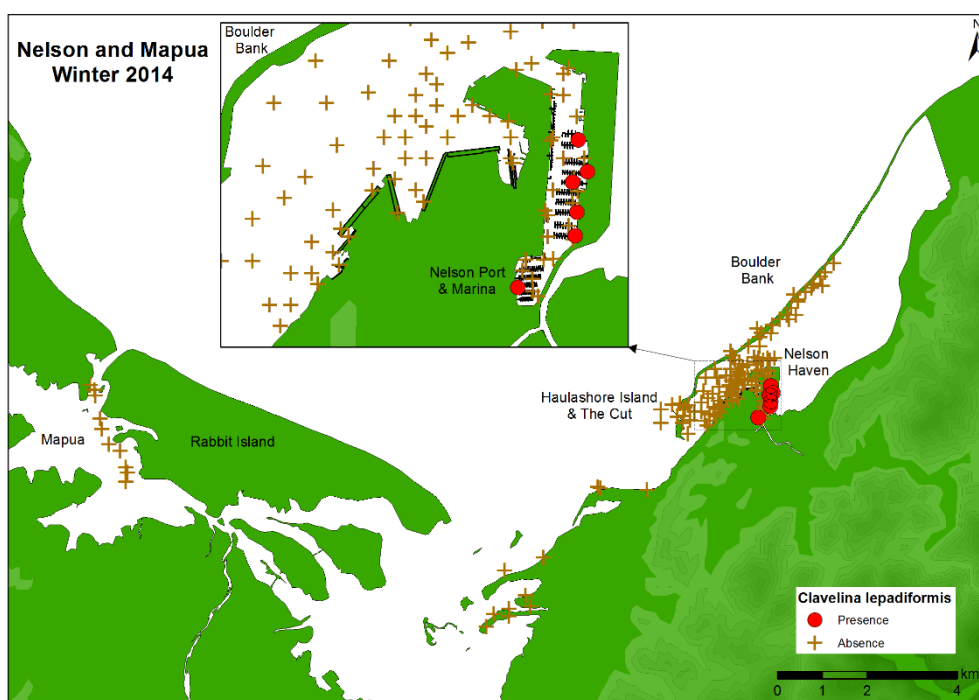 Nelson and Mapua
Winter 2014
Boulder
Bank
Nelson Port
& Marina
N
Boulder
Bank
Nelson
Haven
Haulashore Island
& The Cut
Mapua
Rabbit Island
Clavelina lepadiformis
Presence
Absence
km
0 1 2 4